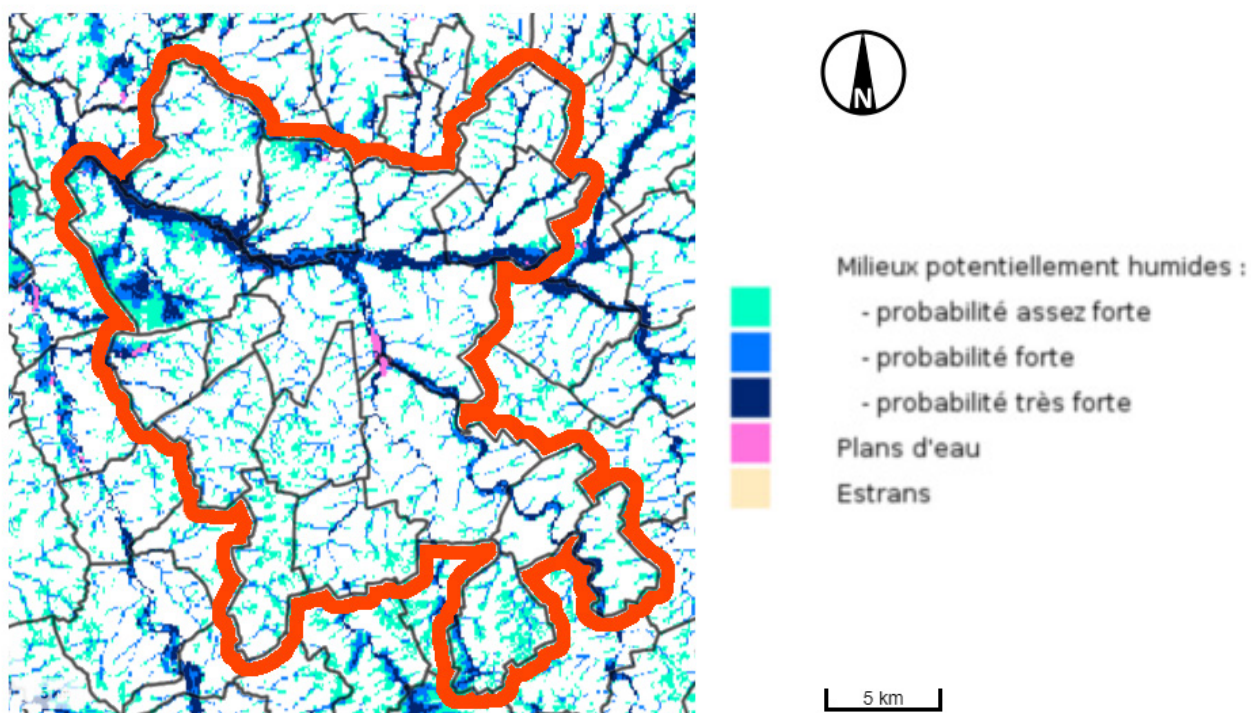 N
Milieux potentiellement humides :
- probabilité assez forte
- probabilité forte
- probabilité très forte
Plans d'eau
Estrans
5 km